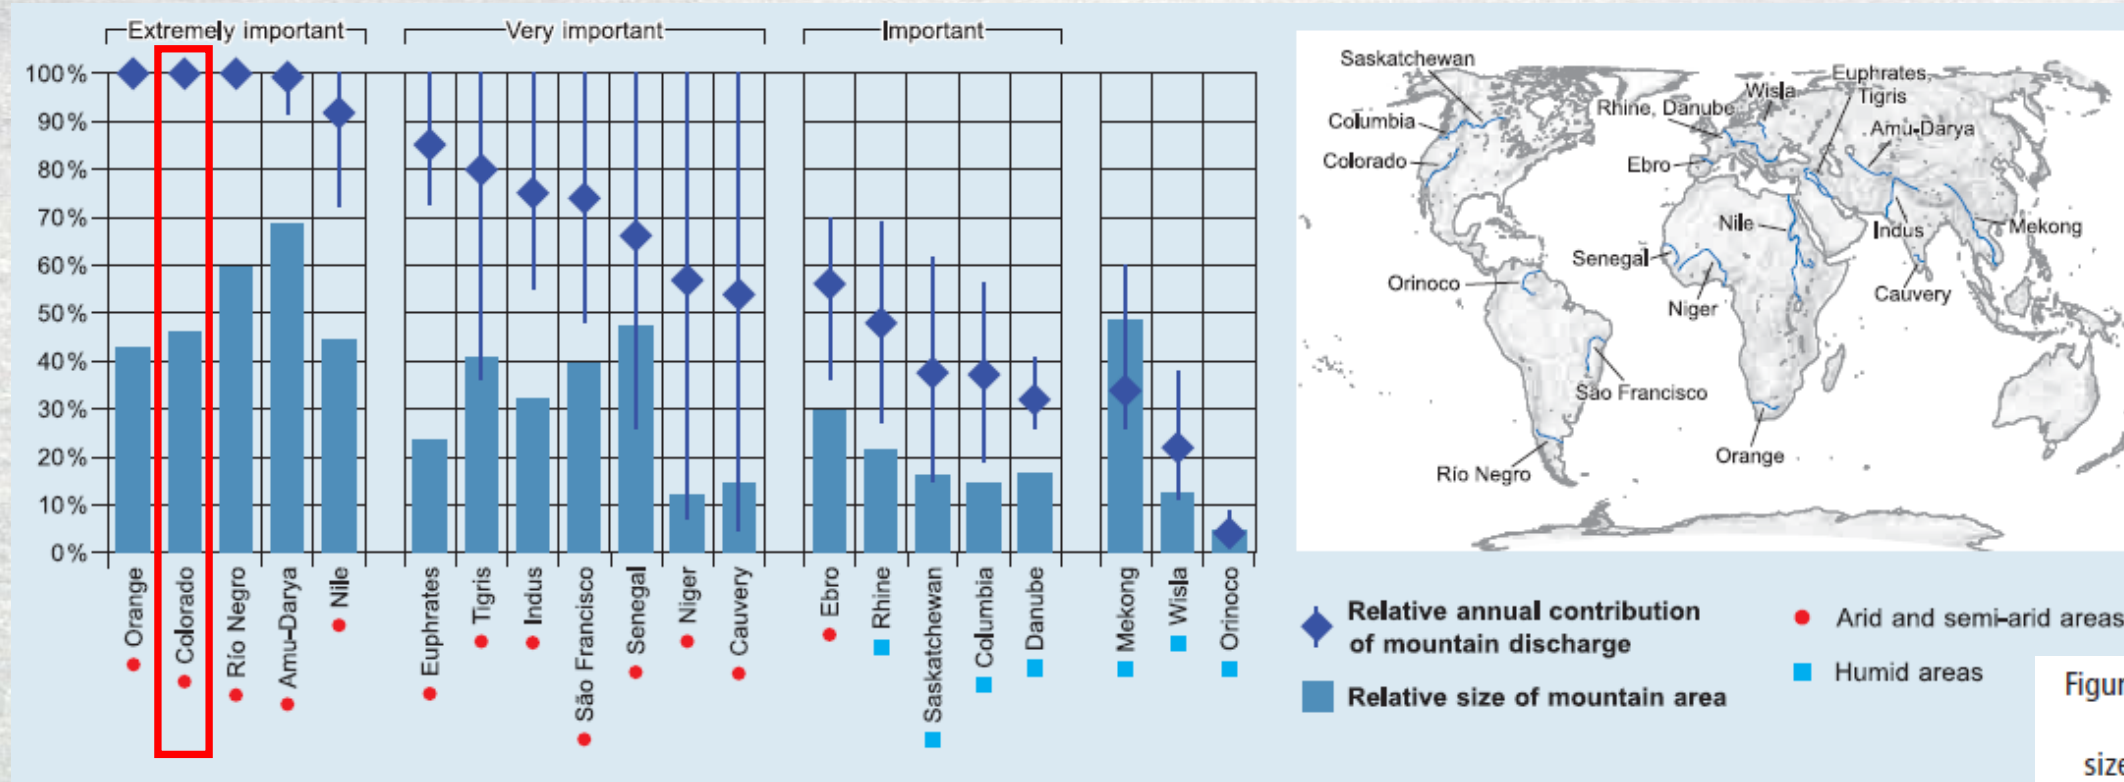 Extremely important
Very important
Important
100%
90%
80%
70%
60%
50%
40%
30%
20%
10%
0%
Orange
Colorado
Río Negro
Amu-Darya
Nile
Euphrates
Tigris
Indus
São Francisco
Senegal
Niger
Cauvery
Ebro
Rhine
Saskatchewan
Columbia
Danube
Mekong
Wisla
Orinoco
Saskatchewan
Columbia
Colorado
Orinoco
Río Negro
São Francisco
Rhine, Danube
Wisla
Euphrates,
Tigris
Amu-Darya
Ebro
Nile
Indus
Mekong
Senegal
Niger
Cauvery
Orange
Relative annual contribution
of mountain discharge
Relative size of mountain area
Arid and semi-arid areas
Humid areas
Figur
size